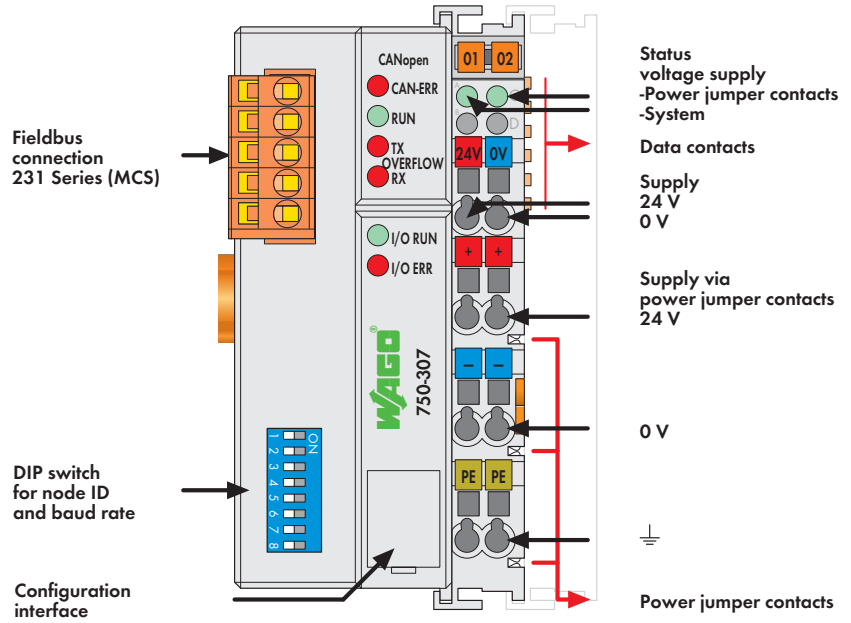 Fieldbus
connection
231 Series (MCS)
DIP switch
for node ID
and baud rate
Configuration
interface
CANopen
CAN-ERR
RUN
TX
OVERFLOW
RX
I/O RUN
I/O ERR
WAGO®
750-307
ON
1
2
3
4
5
6
7
8
01 02
A
C
D
24V 0V
+ +
– –
PE PE
Status
voltage supply
-Power jumper contacts
-System
Data contacts
Supply
24 V
0 V
Supply via
power jumper contacts
24 V
0 V
Power jumper contacts